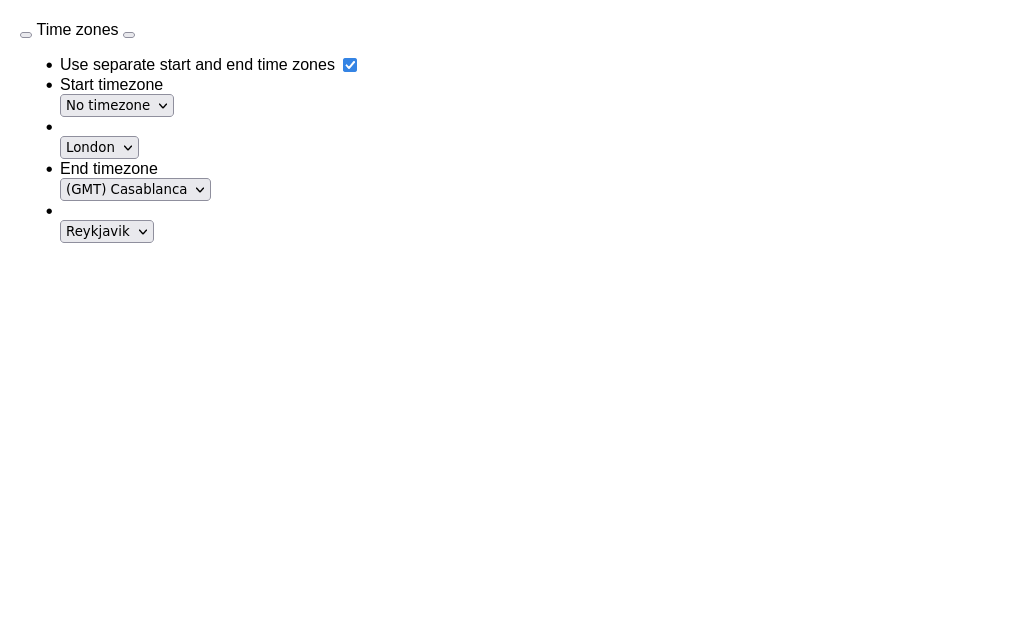 Time zones
Use separate start and end time zones
Start timezone
No timezone
London
End timezone
(GMT) Casablanca
Reykjavik